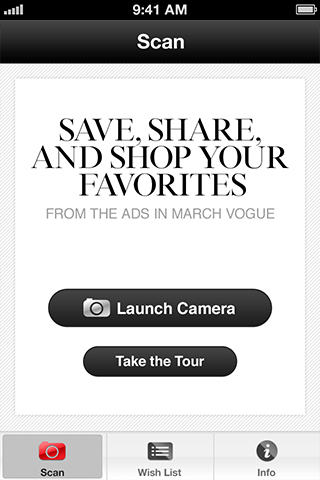 9:41 AM
Scan
SAVE, SHARE,
AND SHOP YOUR
FAVORITES
FROM THE ADS IN MARCH VOGUE
Launch Camera
Take the Tour
Scan Wish List Info